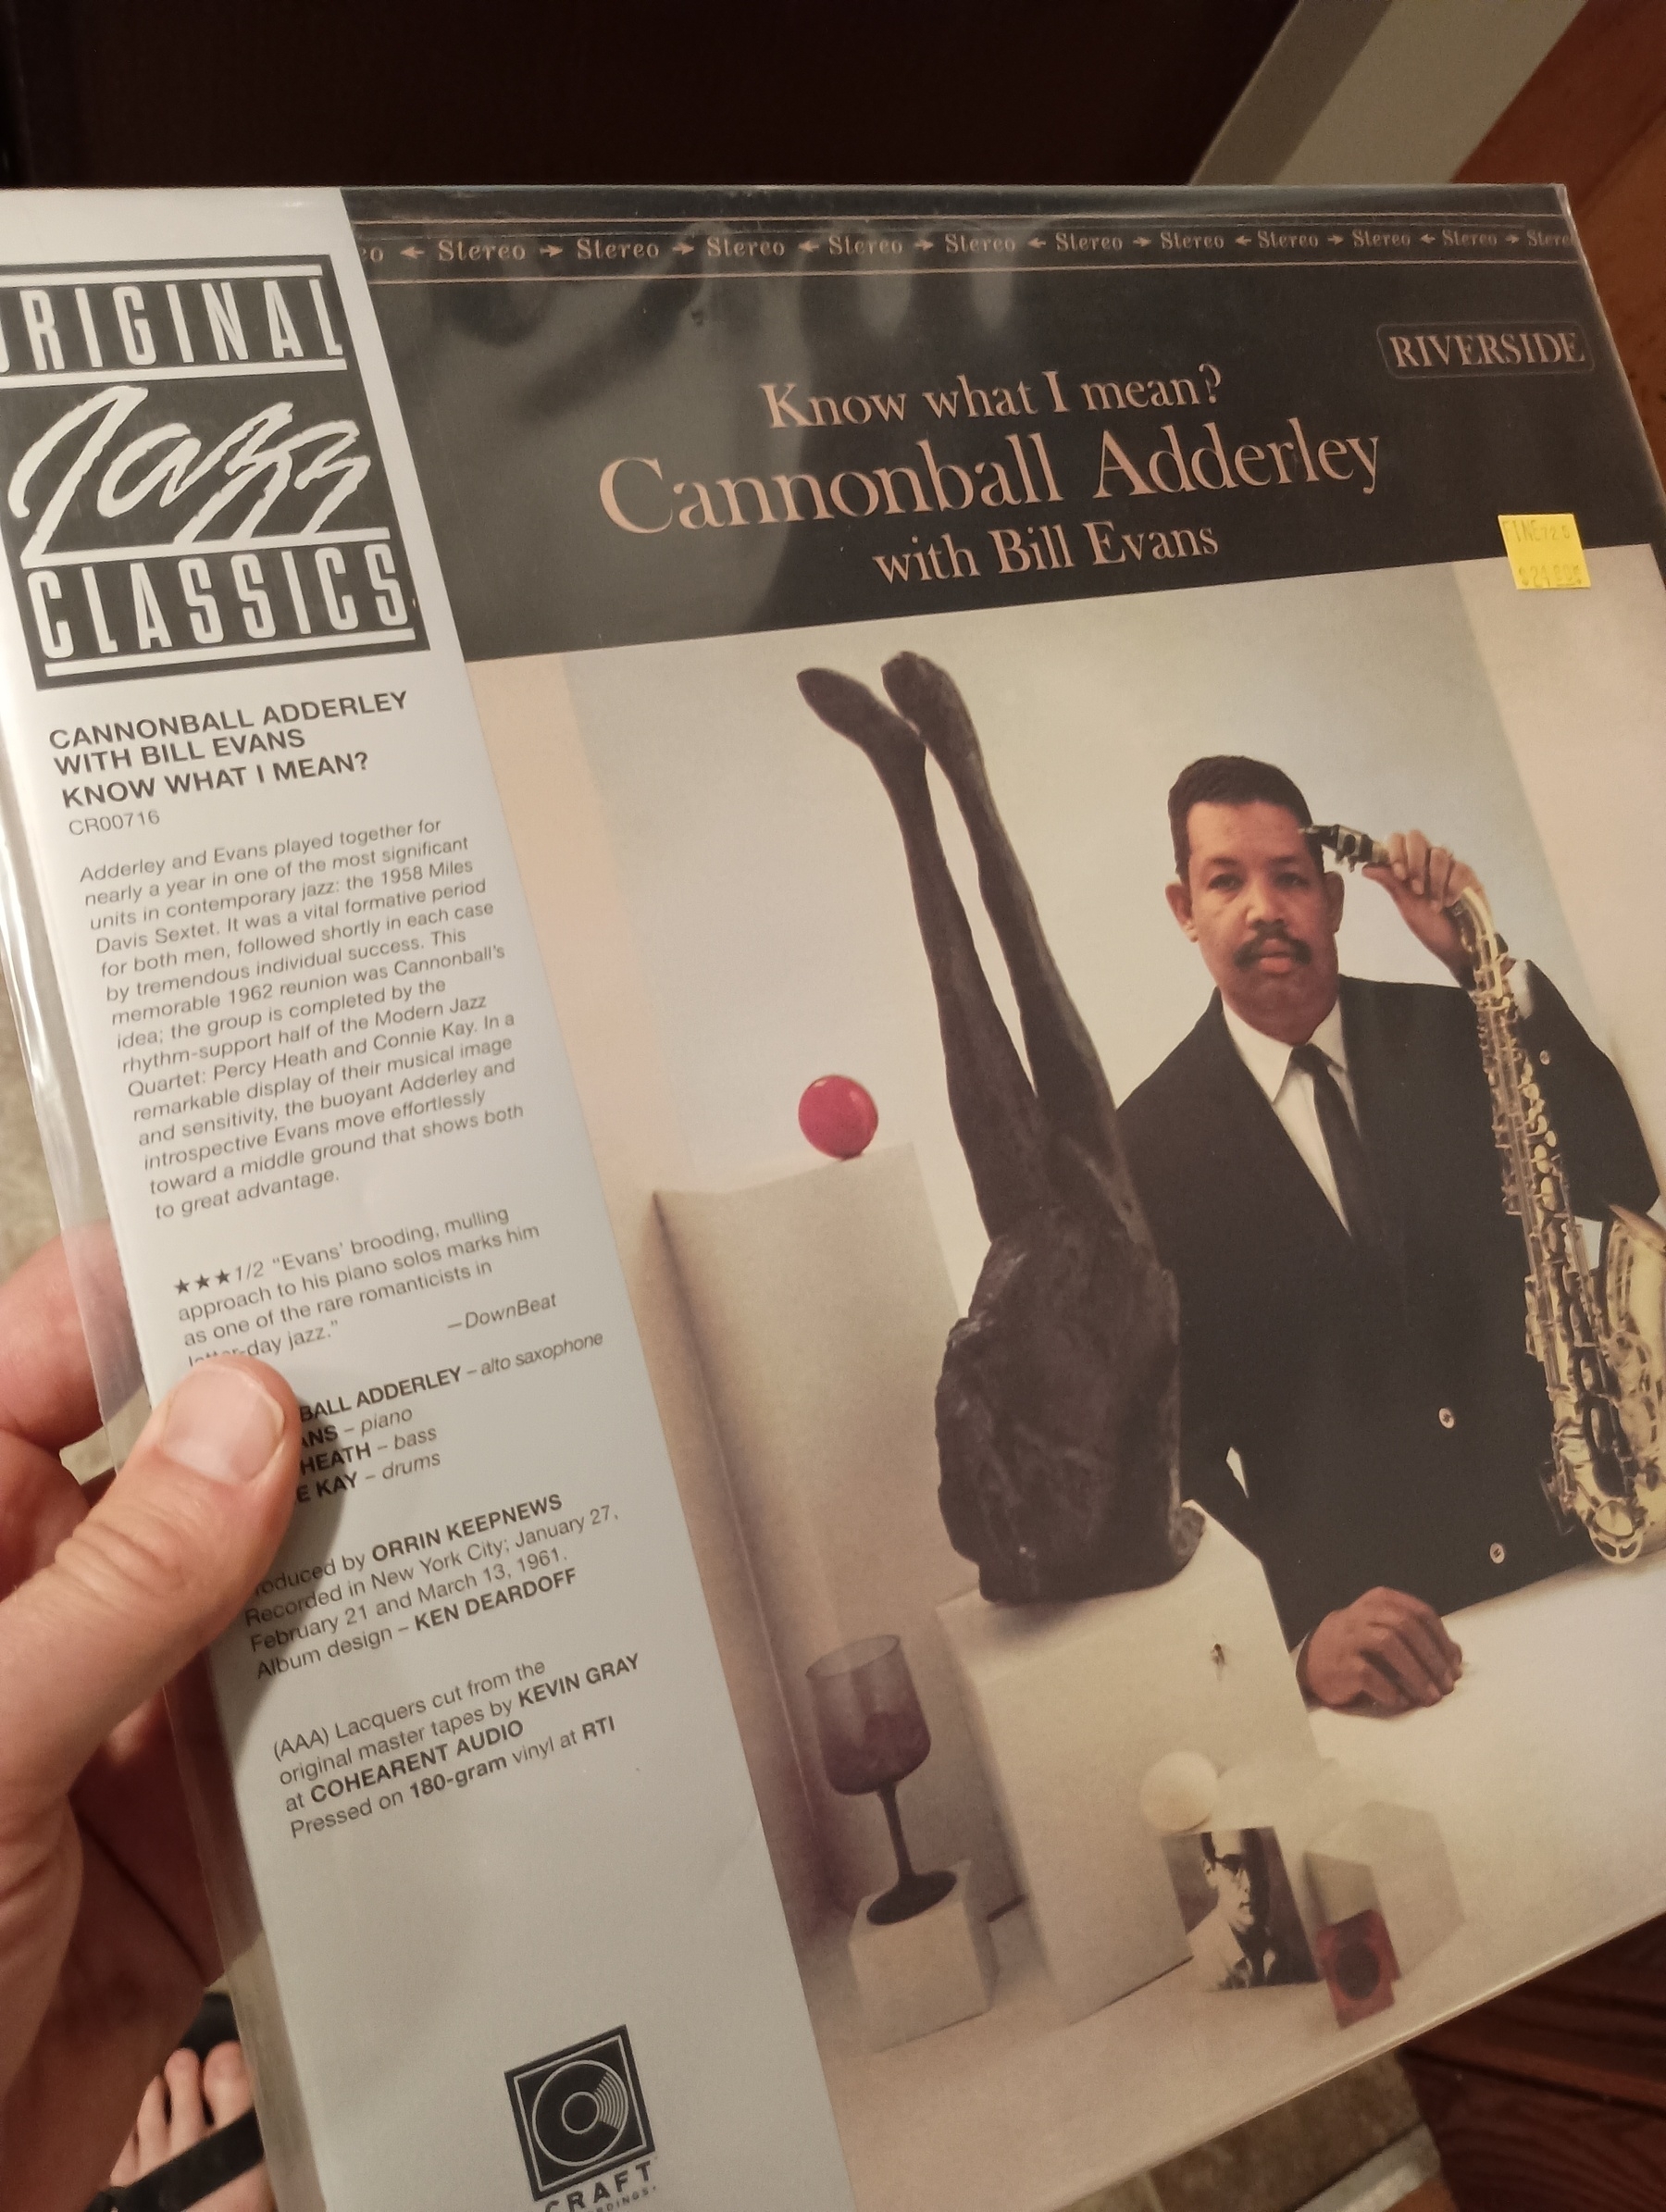 Stereo ← Stereo → Stereo → Stereo ← Stereo → Stereo ← Stereo → Stereo ← Stereo → Stereo ← Stereo → Stere
RIVERSIDE
Know what I mean?
Cannonball Adderley
with Bill Evans
RIGINAL
Jazz
CLASSICS
CANNONBALL ADDERLEY
WITH BILL EVANS
KNOW WHAT I MEAN?
CR00716
Adderley and Evans played together for
nearly a year in one of the most significant
units in contemporary jazz: the 1958 Miles
Davis Sextet. It was a vital formative period
for both men, followed shortly in each case
by tremendous individual success. This
memorable 1962 reunion was Cannonball's
idea; the group is completed by the
rhythm-support half of the Modern Jazz
Quartet: Percy Heath and Connie Kay. In a
remarkable display of their musical image
and sensitivity, the buoyant Adderley and
introspective Evans move effortlessly
toward a middle ground that shows both
to great advantage.
★★★1/2 "Evans' brooding, mulling
approach to his piano solos marks him
as one of the rare romanticists in
-day jazz."
—DownBeat
BALL ADDERLEY – alto saxophone
ANS – piano
HEATH – bass
E KAY – drums
oduced by ORRIN KEEPNEWS
Recorded in New York City; January 27,
February 21 and March 13, 1961.
Album design – KEN DEARDOFF
(AAA) Lacquers cut from the
original master tapes by KEVIN GRAY
at COHEARENT AUDIO
Pressed on 180-gram vinyl at RTI
CRAFT